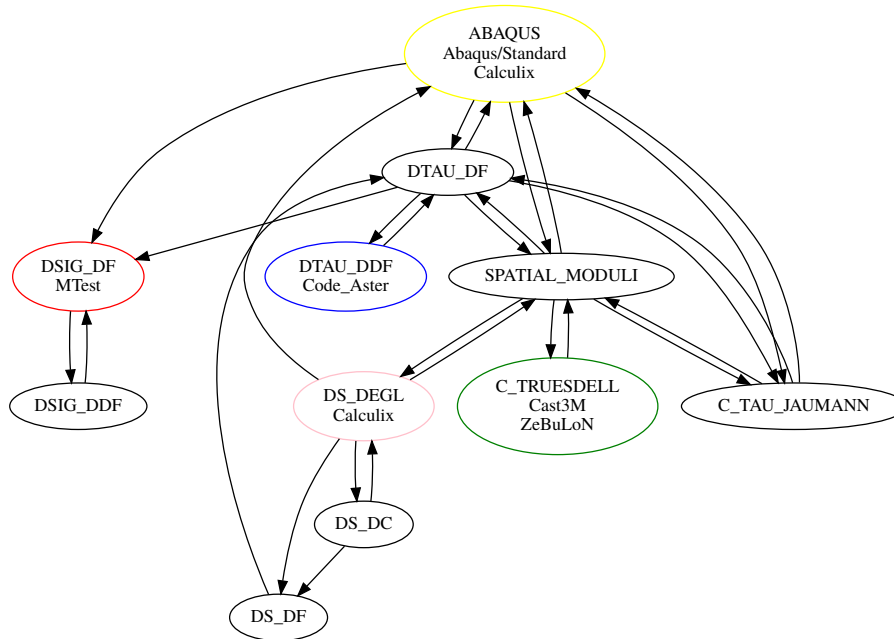 ABAQUS
Abaqus/Standard
Calculix
DTAU_DF
DSIG_DF
MTest
DTAU_DDF
Code_Aster
SPATIAL_MODULI
DSIG_DDF
DS_DEGL
Calculix
C_TRUESDELL
Cast3M
ZeBuLoN
C_TAU_JAUMANN
DS_DC
DS_DF